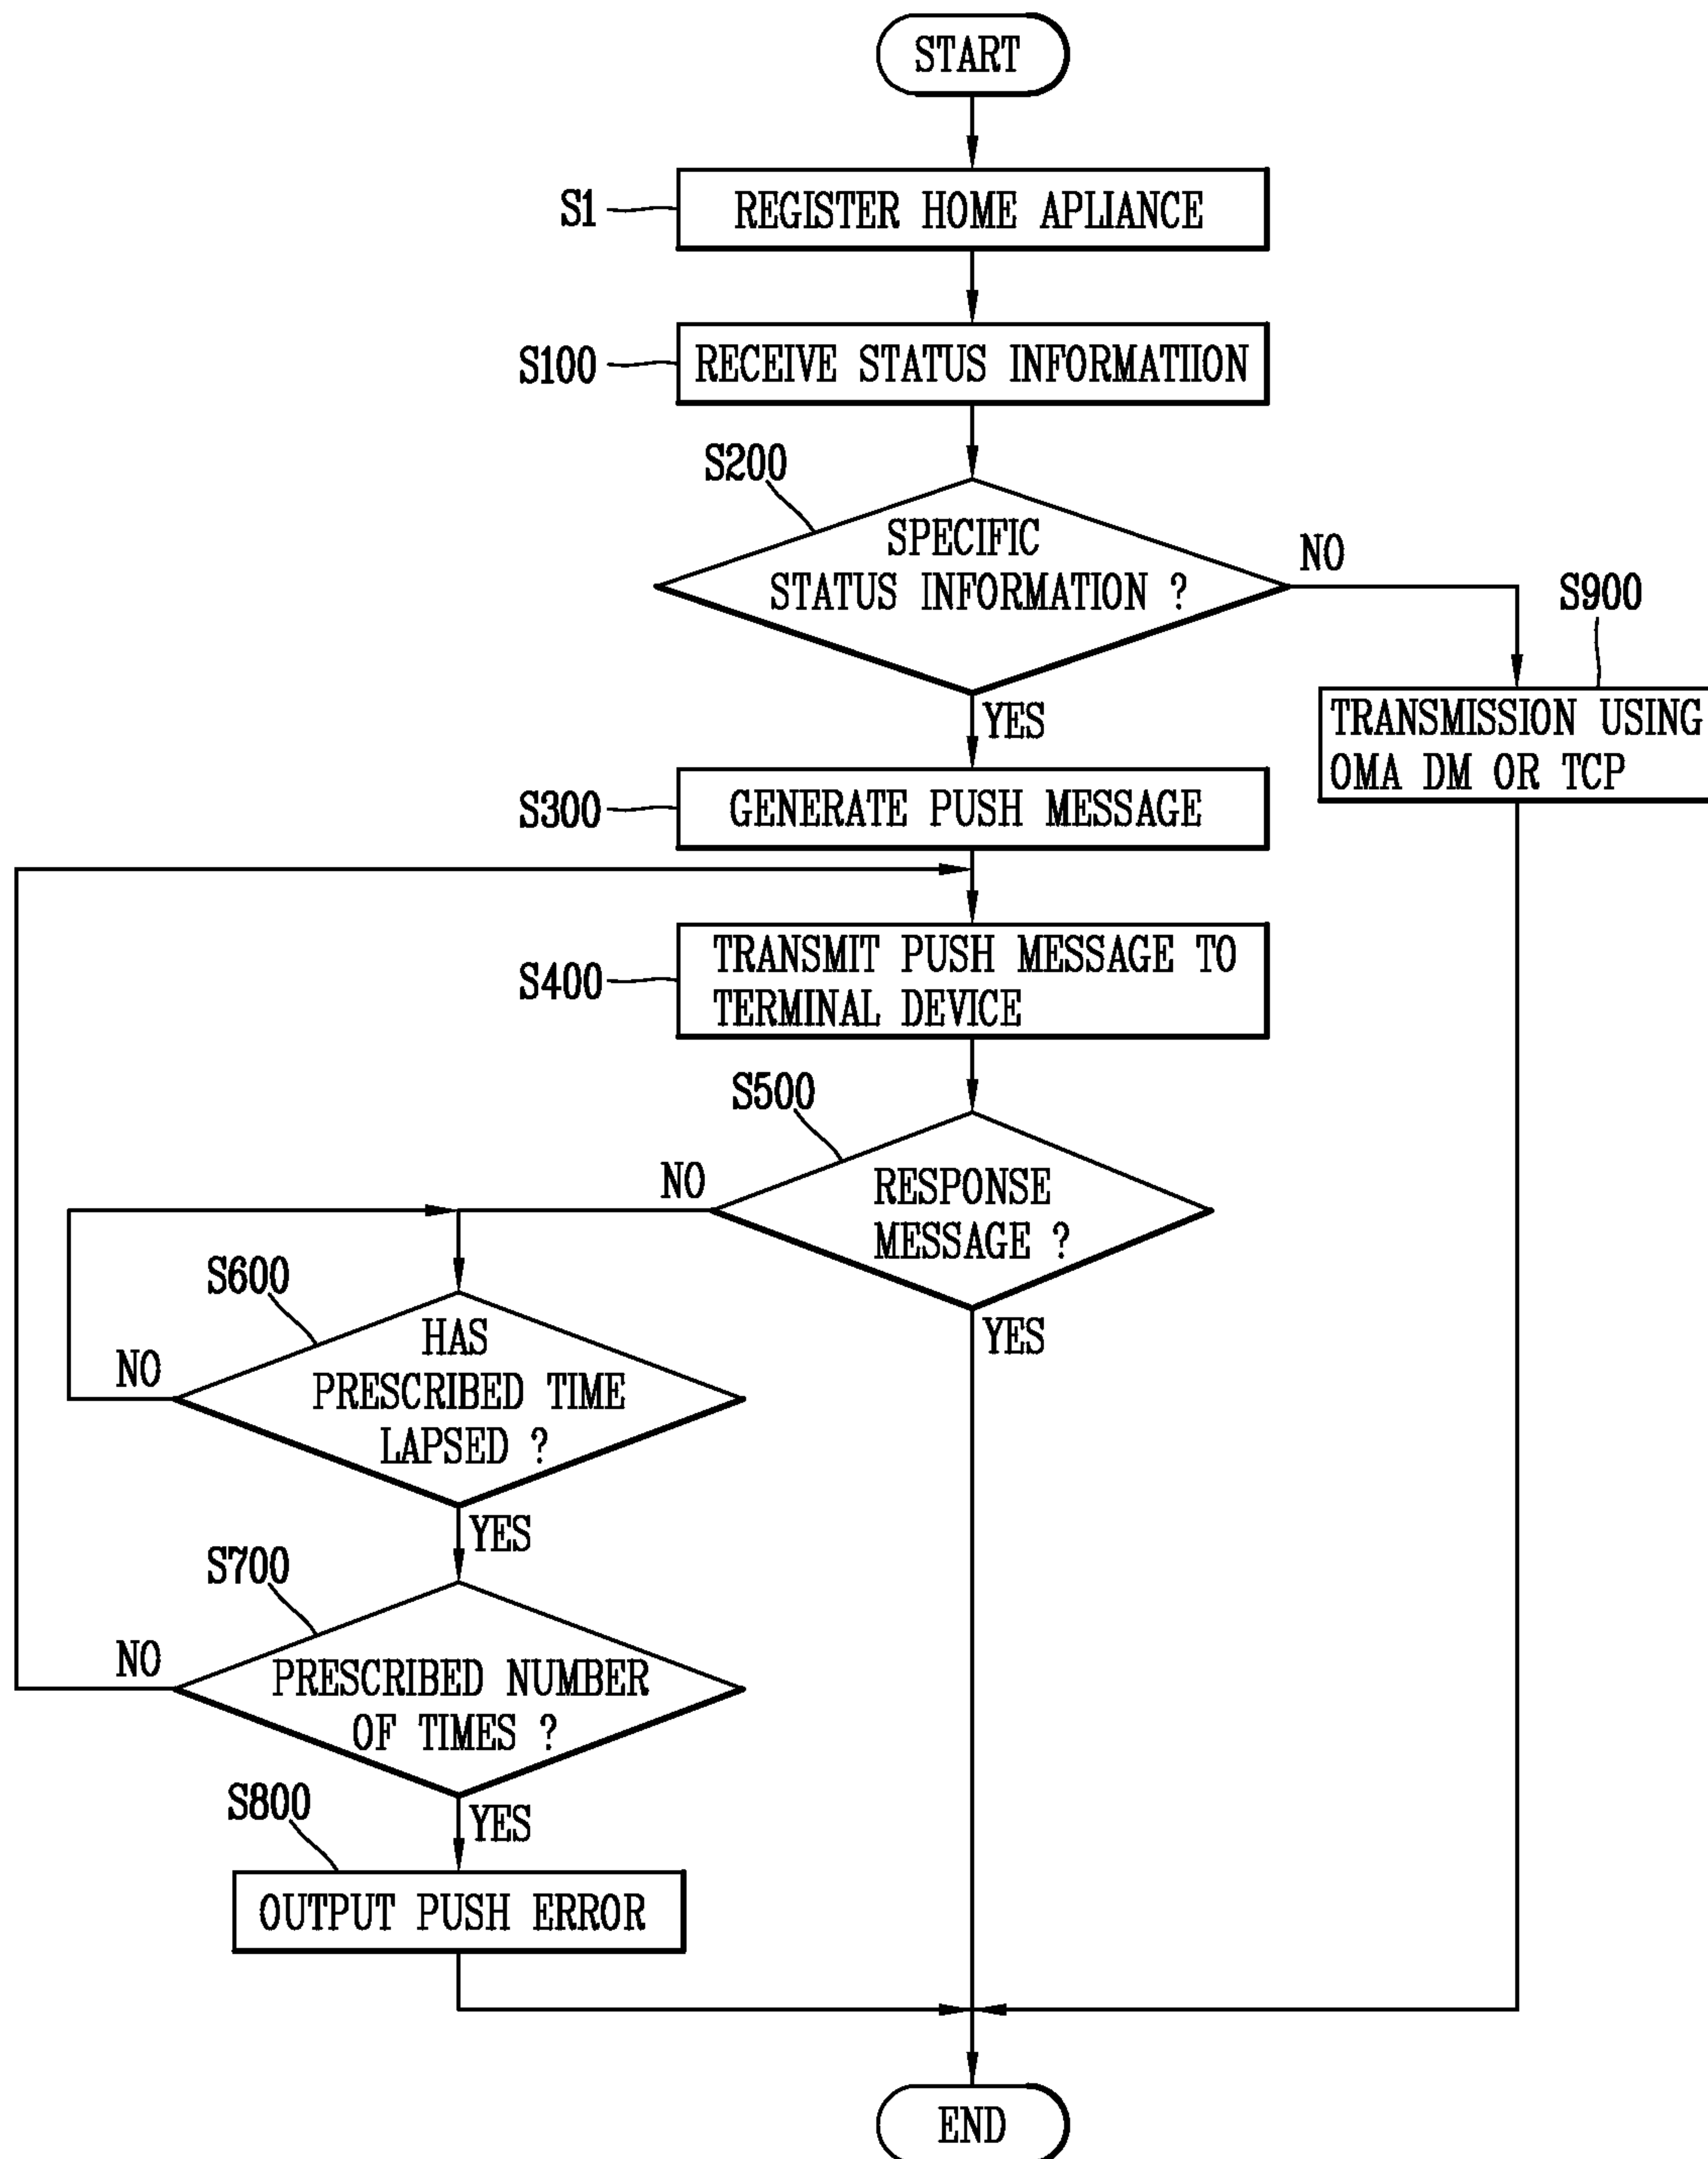 START
S1
REGISTER HOME APLIANCE
S100
RECEIVE STATUS INFORMATIION
S200
SPECIFIC
STATUS INFORMATION ?
NO
S900
TRANSMISSION USING
OMA DM OR TCP
YES
S300
GENERATE PUSH MESSAGE
S400
TRANSMIT PUSH MESSAGE TO
TERMINAL DEVICE
S500
RESPONSE
MESSAGE ?
NO
YES
S600
HAS
PRESCRIBED TIME
LAPSED ?
NO
YES
S700
PRESCRIBED NUMBER
OF TIMES ?
NO
YES
S800
OUTPUT PUSH ERROR
END